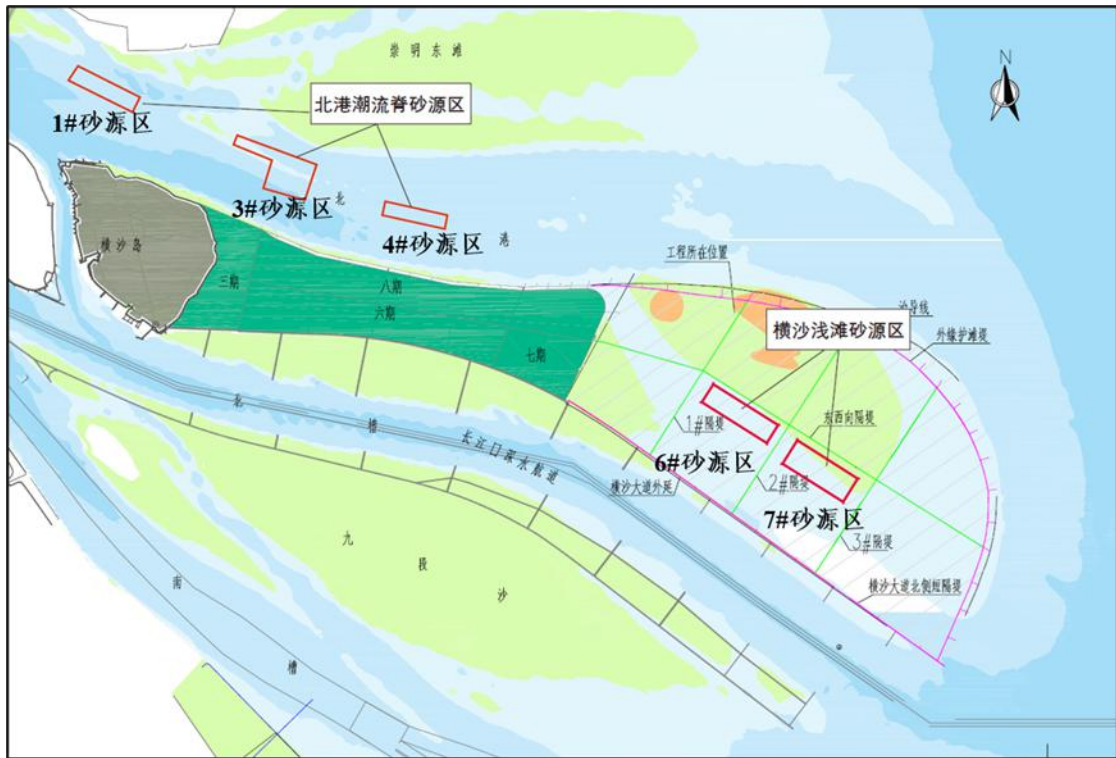 崇明东滩
N
北港潮流脊砂源区
1#砂源区
3#砂源区
北
4#砂源区
港
横沙岛
三期
八期
六期
七期
工程所在位置
治导线
横沙浅滩砂源区
外缘护滩堤
1#隔堤
东西向隔堤
6#砂源区
横沙大道外延
2#隔堤
7#砂源区
3#隔堤
横沙大道北侧短隔堤
北
槽
长江口深水航道
九
段
沙
南
槽